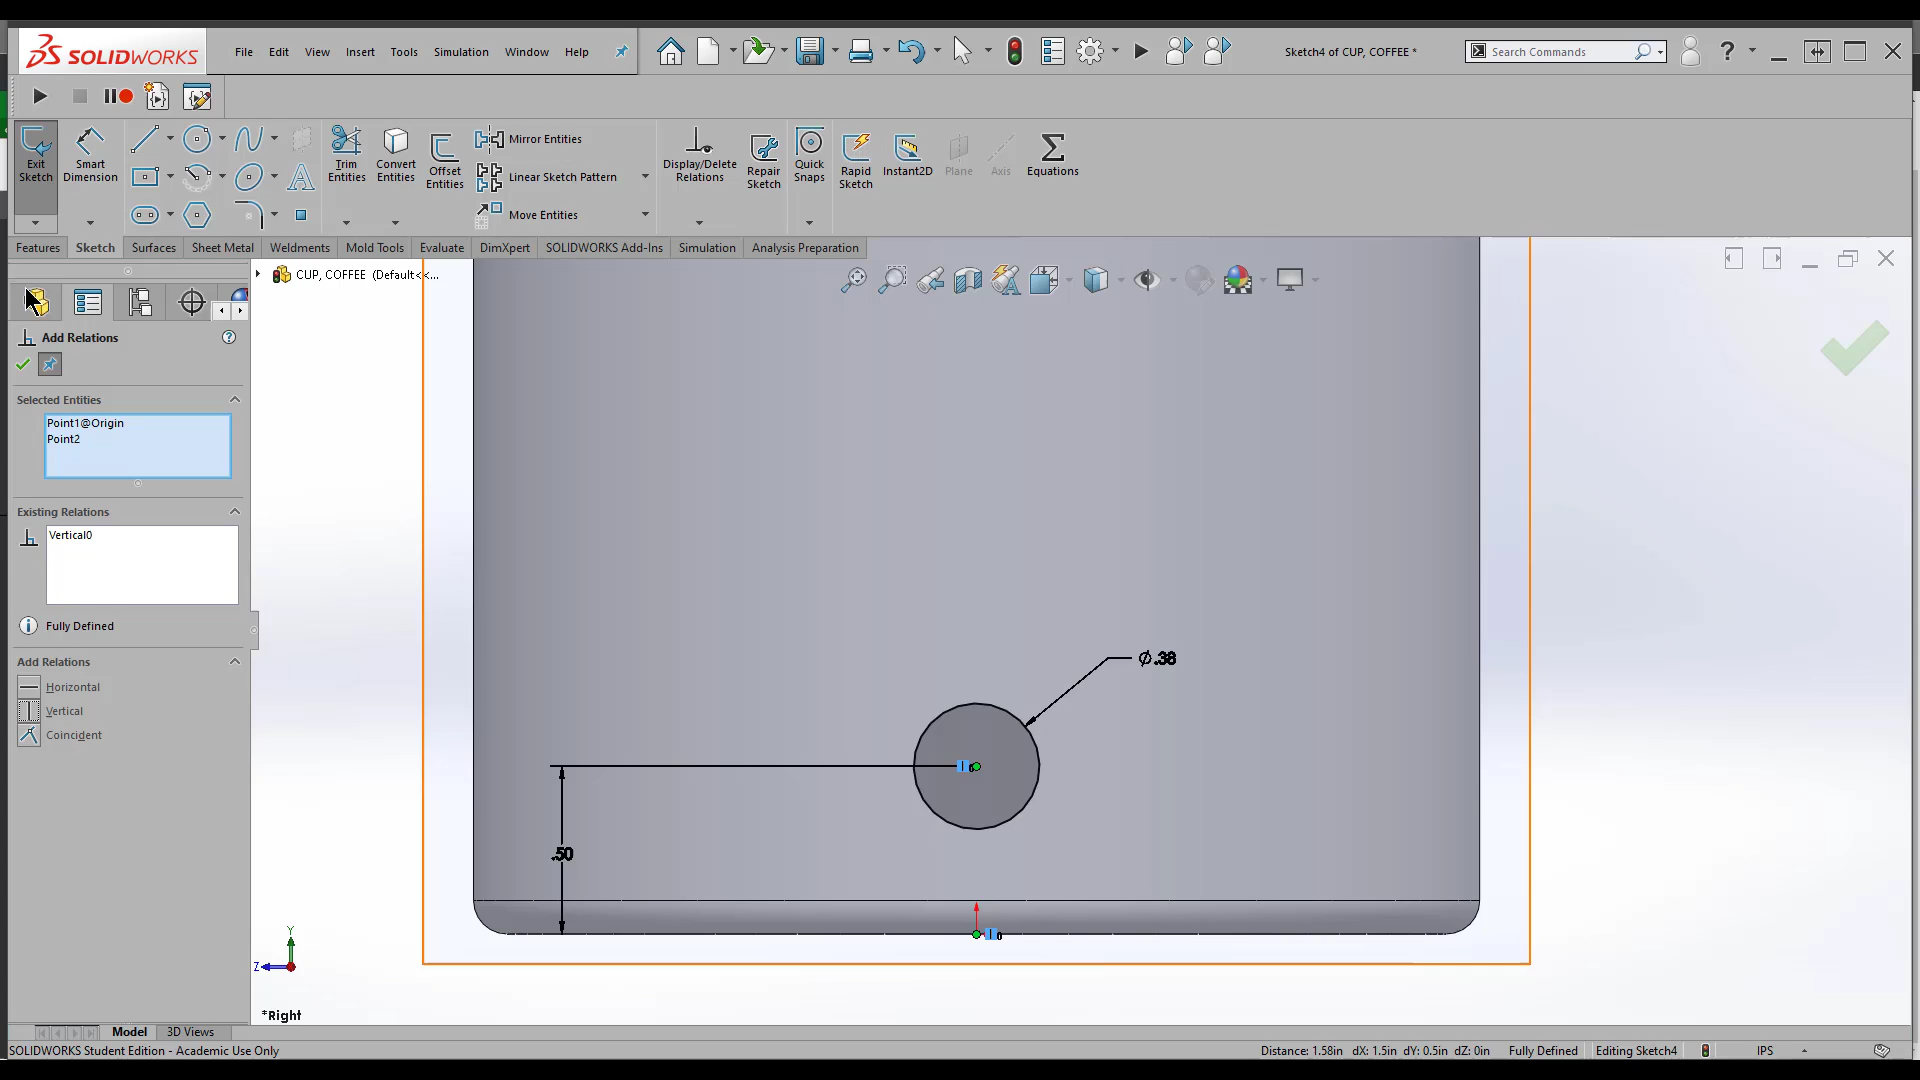 SOLIDWORKS
File Edit View Insert Tools Simulation Window Help
Sketch4 of CUP, COFFEE *
Search Commands
Exit Sketch
Smart Dimension
Trim Entities
Convert Entities
Offset Entities
Mirror Entities
Linear Sketch Pattern
Move Entities
Display/Delete Relations
Repair Sketch
Quick Snaps
Rapid Sketch
Instant2D
Plane
Axis
Equations
Features Sketch Surfaces Sheet Metal Weldments Mold Tools Evaluate DimXpert SOLIDWORKS Add-Ins Simulation Analysis Preparation
CUP, COFFEE (Default<<...
Add Relations
Selected Entities
Point1@Origin
Point2
Existing Relations
Vertical0
Fully Defined
Add Relations
Horizontal
Vertical
Coincident
∅.38
.50
0
0
Y
Z
*Right
Model 3D Views
SOLIDWORKS Student Edition - Academic Use Only
Distance: 1.58in dX: 1.5in dY: 0.5in dZ: 0in Fully Defined Editing Sketch4 IPS